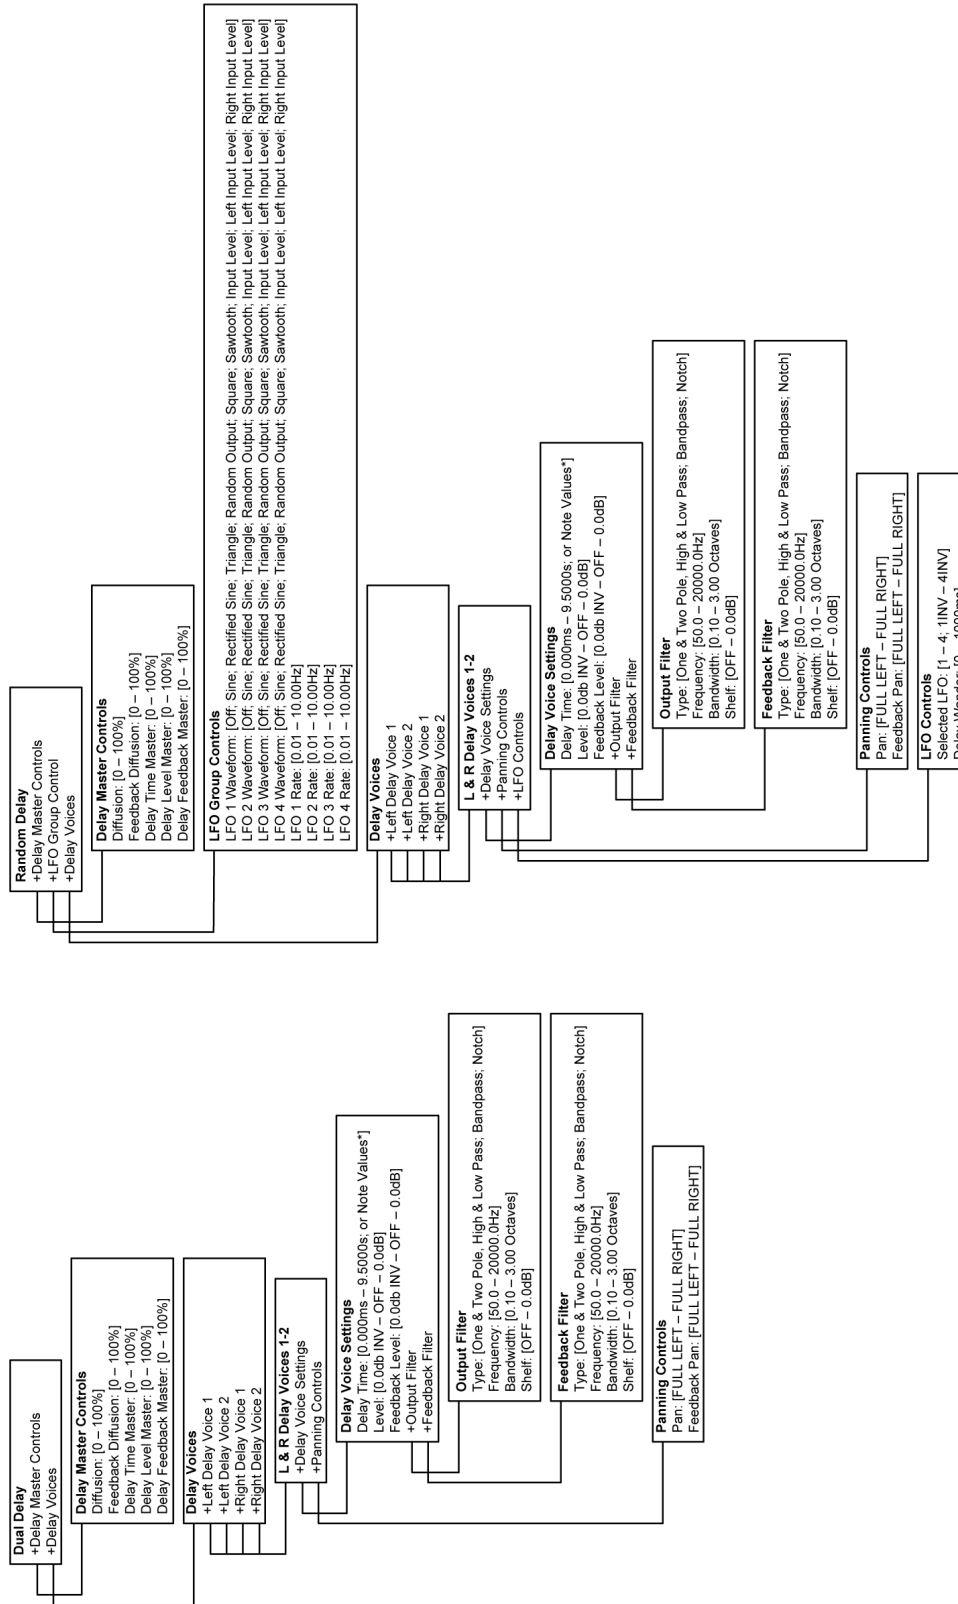 Dual Delay
+Delay Master Controls
+Delay Voices
Delay Master Controls
Diffusion: [0 – 100%]
Feedback Diffusion: [0 – 100%]
Delay Time Master: [0 – 100%]
Delay Level Master: [0 – 100%]
Delay Feedback Master: [0 – 100%]
Delay Voices
+Left Delay Voice 1
+Left Delay Voice 2
+Right Delay Voice 1
+Right Delay Voice 2
L & R Delay Voices 1-2
+Delay Voice Settings
+Panning Controls
Delay Voice Settings
Delay Time: [0.000ms – 9.5000s; or Note Values*]
Level: [0.0db INV – OFF – 0.0dB]
Feedback Level: [0.0db INV – OFF – 0.0dB]
+Output Filter
+Feedback Filter
Output Filter
Type: [One & Two Pole, High & Low Pass; Bandpass; Notch]
Frequency: [50.0 – 20000.0Hz]
Bandwidth: [0.10 – 3.00 Octaves]
Shelf: [OFF – 0.0dB]
Feedback Filter
Type: [One & Two Pole, High & Low Pass; Bandpass; Notch]
Frequency: [50.0 – 20000.0Hz]
Bandwidth: [0.10 – 3.00 Octaves]
Shelf: [OFF – 0.0dB]
Panning Controls
Pan: [FULL LEFT – FULL RIGHT]
Feedback Pan: [FULL LEFT – FULL RIGHT]
Random Delay
+Delay Master Controls
+LFO Group Control
+Delay Voices
Delay Master Controls
Diffusion: [0 – 100%]
Feedback Diffusion: [0 – 100%]
Delay Time Master: [0 – 100%]
Delay Level Master: [0 – 100%]
Delay Feedback Master: [0 – 100%]
LFO Group Controls
LFO 1 Waveform: [Off; Sine; Rectified Sine; Triangle; Random Output; Square; Sawtooth; Input Level; Left Input Level; Right Input Level]
LFO 2 Waveform: [Off; Sine; Rectified Sine; Triangle; Random Output; Square; Sawtooth; Input Level; Left Input Level; Right Input Level]
LFO 3 Waveform: [Off; Sine; Rectified Sine; Triangle; Random Output; Square; Sawtooth; Input Level; Left Input Level; Right Input Level]
LFO 4 Waveform: [Off; Sine; Rectified Sine; Triangle; Random Output; Square; Sawtooth; Input Level; Left Input Level; Right Input Level]
LFO 1 Rate: [0.01 – 10.00Hz]
LFO 2 Rate: [0.01 – 10.00Hz]
LFO 3 Rate: [0.01 – 10.00Hz]
LFO 4 Rate: [0.01 – 10.00Hz]
Delay Voices
+Left Delay Voice 1
+Left Delay Voice 2
+Right Delay Voice 1
+Right Delay Voice 2
L & R Delay Voices 1-2
+Delay Voice Settings
+Panning Controls
+LFO Controls
Delay Voice Settings
Delay Time: [0.000ms – 9.5000s; or Note Values*]
Level: [0.0db INV – OFF – 0.0dB]
Feedback Level: [0.0db INV – OFF – 0.0dB]
+Output Filter
+Feedback Filter
Output Filter
Type: [One & Two Pole, High & Low Pass; Bandpass; Notch]
Frequency: [50.0 – 20000.0Hz]
Bandwidth: [0.10 – 3.00 Octaves]
Shelf: [OFF – 0.0dB]
Feedback Filter
Type: [One & Two Pole, High & Low Pass; Bandpass; Notch]
Frequency: [50.0 – 20000.0Hz]
Bandwidth: [0.10 – 3.00 Octaves]
Shelf: [OFF – 0.0dB]
Panning Controls
Pan: [FULL LEFT – FULL RIGHT]
Feedback Pan: [FULL LEFT – FULL RIGHT]
LFO Controls
Selected LFO: [1 – 4; 1INV – 4INV]
Delay Wander: [0 – 1000ms]